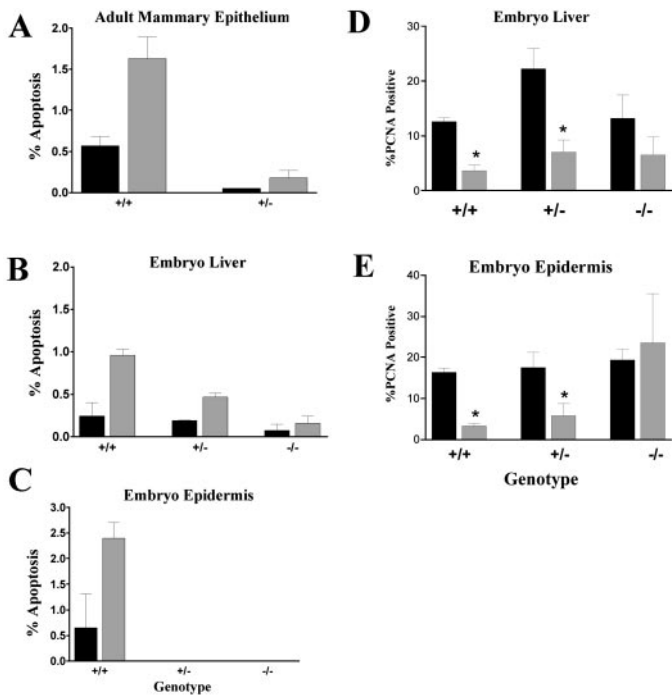 A
Adult Mammary Epithelium
% Apoptosis
2.0
1.5
1.0
0.5
0.0
+/+ +/-
B
Embryo Liver
% Apoptosis
2.0
1.5
1.0
0.5
0.0
+/+ +/- -/-
C
Embryo Epidermis
% Apoptosis
3.0
2.5
2.0
1.5
1.0
0.5
0.0
+/+ +/- -/-
Genotype
D
Embryo Liver
%PCNA Positive
30
20
10
0
* *
+/+ +/- -/-
E
Embryo Epidermis
%PCNA Positive
40
30
20
10
0
* *
+/+ +/- -/-
Genotype